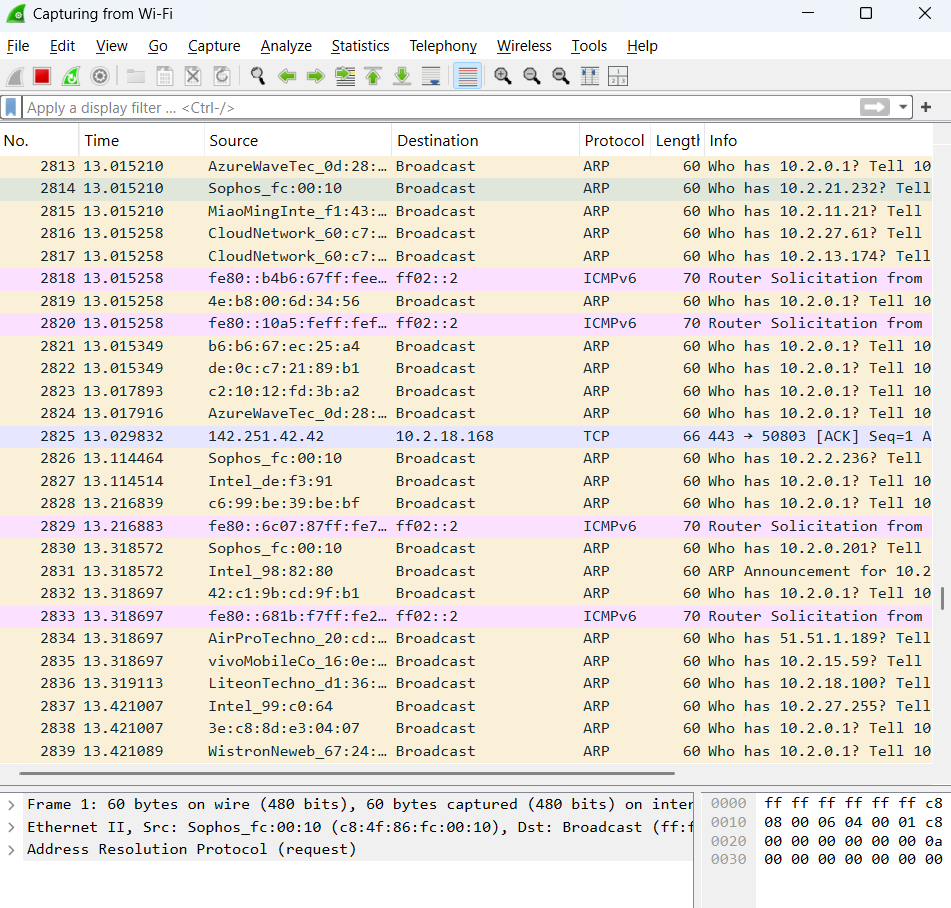 Capturing from Wi-Fi
File Edit View Go Capture Analyze Statistics Telephony Wireless Tools Help
Apply a display filter ... <Ctrl-/>
No. Time Source Destination Protocol Length Info
2813 13.015210 AzureWaveTec_0d:28:… Broadcast ARP 60 Who has 10.2.0.1? Tell 10
2814 13.015210 Sophos_fc:00:10 Broadcast ARP 60 Who has 10.2.21.232? Tell
2815 13.015210 MiaoMingInte_f1:43:… Broadcast ARP 60 Who has 10.2.11.21? Tell
2816 13.015258 CloudNetwork_60:c7:… Broadcast ARP 60 Who has 10.2.27.61? Tell
2817 13.015258 CloudNetwork_60:c7:… Broadcast ARP 60 Who has 10.2.13.174? Tell
2818 13.015258 fe80::b4b6:67ff:fee… ff02::2 ICMPv6 70 Router Solicitation from
2819 13.015258 4e:b8:00:6d:34:56 Broadcast ARP 60 Who has 10.2.0.1? Tell 10
2820 13.015258 fe80::10a5:feff:fef… ff02::2 ICMPv6 70 Router Solicitation from
2821 13.015349 b6:b6:67:ec:25:a4 Broadcast ARP 60 Who has 10.2.0.1? Tell 10
2822 13.015349 de:0c:c7:21:89:b1 Broadcast ARP 60 Who has 10.2.0.1? Tell 10
2823 13.017893 c2:10:12:fd:3b:a2 Broadcast ARP 60 Who has 10.2.0.1? Tell 10
2824 13.017916 AzureWaveTec_0d:28:… Broadcast ARP 60 Who has 10.2.0.1? Tell 10
2825 13.029832 142.251.42.42 10.2.18.168 TCP 66 443 → 50803 [ACK] Seq=1 A
2826 13.114464 Sophos_fc:00:10 Broadcast ARP 60 Who has 10.2.2.236? Tell
2827 13.114514 Intel_de:f3:91 Broadcast ARP 60 Who has 10.2.0.1? Tell 10
2828 13.216839 c6:99:be:39:be:bf Broadcast ARP 60 Who has 10.2.0.1? Tell 10
2829 13.216883 fe80::6c07:87ff:fe7… ff02::2 ICMPv6 70 Router Solicitation from
2830 13.318572 Sophos_fc:00:10 Broadcast ARP 60 Who has 10.2.0.201? Tell
2831 13.318572 Intel_98:82:80 Broadcast ARP 60 ARP Announcement for 10.2
2832 13.318697 42:c1:9b:cd:9f:b1 Broadcast ARP 60 Who has 10.2.0.1? Tell 10
2833 13.318697 fe80::681b:f7ff:fe2… ff02::2 ICMPv6 70 Router Solicitation from
2834 13.318697 AirProTechno_20:cd:… Broadcast ARP 60 Who has 51.51.1.189? Tell
2835 13.318697 vivoMobileCo_16:0e:… Broadcast ARP 60 Who has 10.2.15.59? Tell
2836 13.319113 LiteonTechno_d1:36:… Broadcast ARP 60 Who has 10.2.18.100? Tell
2837 13.421007 Intel_99:c0:64 Broadcast ARP 60 Who has 10.2.27.255? Tell
2838 13.421007 3e:c8:8d:e3:04:07 Broadcast ARP 60 Who has 10.2.0.1? Tell 10
2839 13.421089 WistronNeweb_67:24:… Broadcast ARP 60 Who has 10.2.0.1? Tell 10
Frame 1: 60 bytes on wire (480 bits), 60 bytes captured (480 bits) on inter
Ethernet II, Src: Sophos_fc:00:10 (c8:4f:86:fc:00:10), Dst: Broadcast (ff:f
Address Resolution Protocol (request)
0000 ff ff ff ff ff ff c8
0010 08 00 06 04 00 01 c8
0020 00 00 00 00 00 00 0a
0030 00 00 00 00 00 00 00